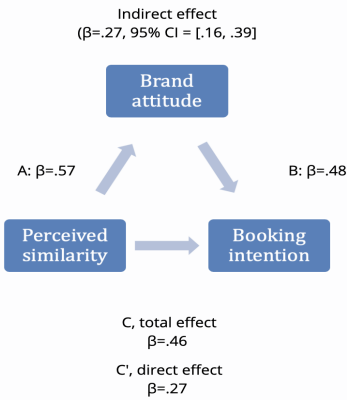 Indirect effect
(β=.27, 95% CI = [.16, .39]
Brand
attitude
A: β=.57
B: β=.48
Perceived
similarity
Booking
intention
C, total effect
β=.46
C', direct effect
β=.27